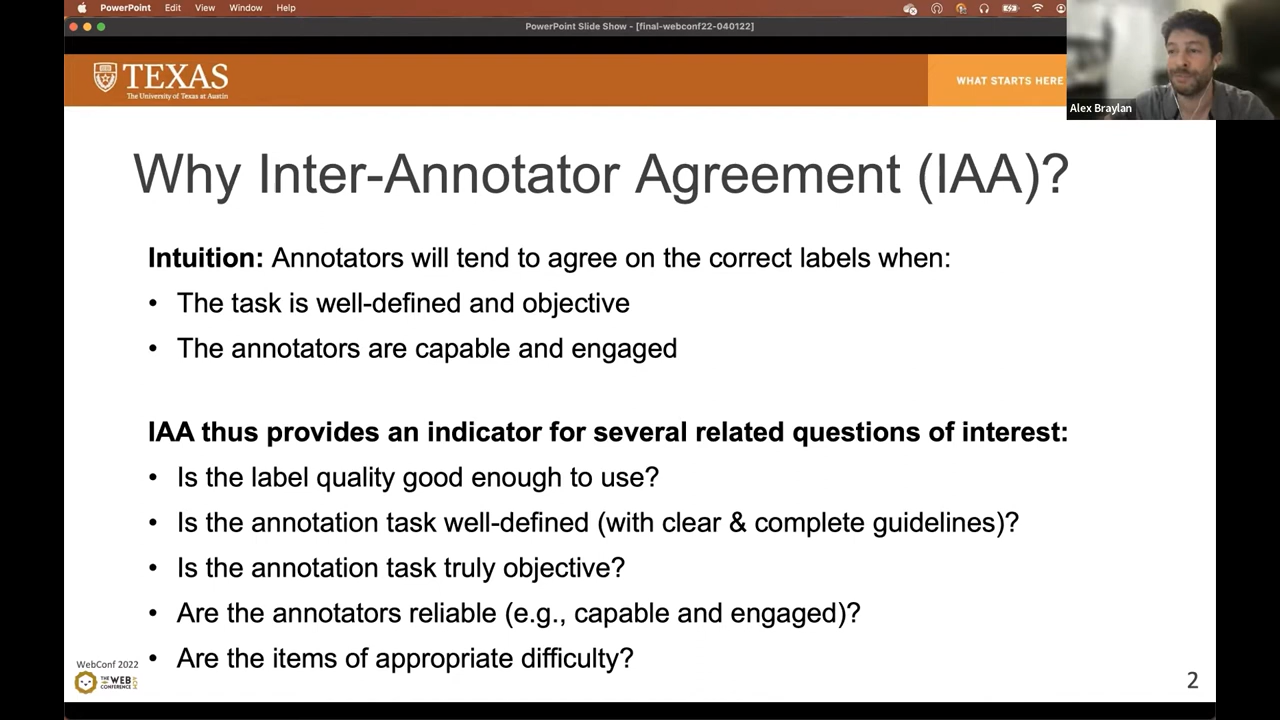 PowerPoint Edit View Window Help
PowerPoint Slide Show - [final-webconf22-040122]
TEXAS
The University of Texas at Austin
WHAT STARTS HERE
Alex Braylan
Why Inter-Annotator Agreement (IAA)?
Intuition: Annotators will tend to agree on the correct labels when:
• The task is well-defined and objective
• The annotators are capable and engaged
IAA thus provides an indicator for several related questions of interest:
• Is the label quality good enough to use?
• Is the annotation task well-defined (with clear & complete guidelines)?
• Is the annotation task truly objective?
• Are the annotators reliable (e.g., capable and engaged)?
• Are the items of appropriate difficulty?
WebConf 2022
THE WEB
CONFERENCE
ACM
2